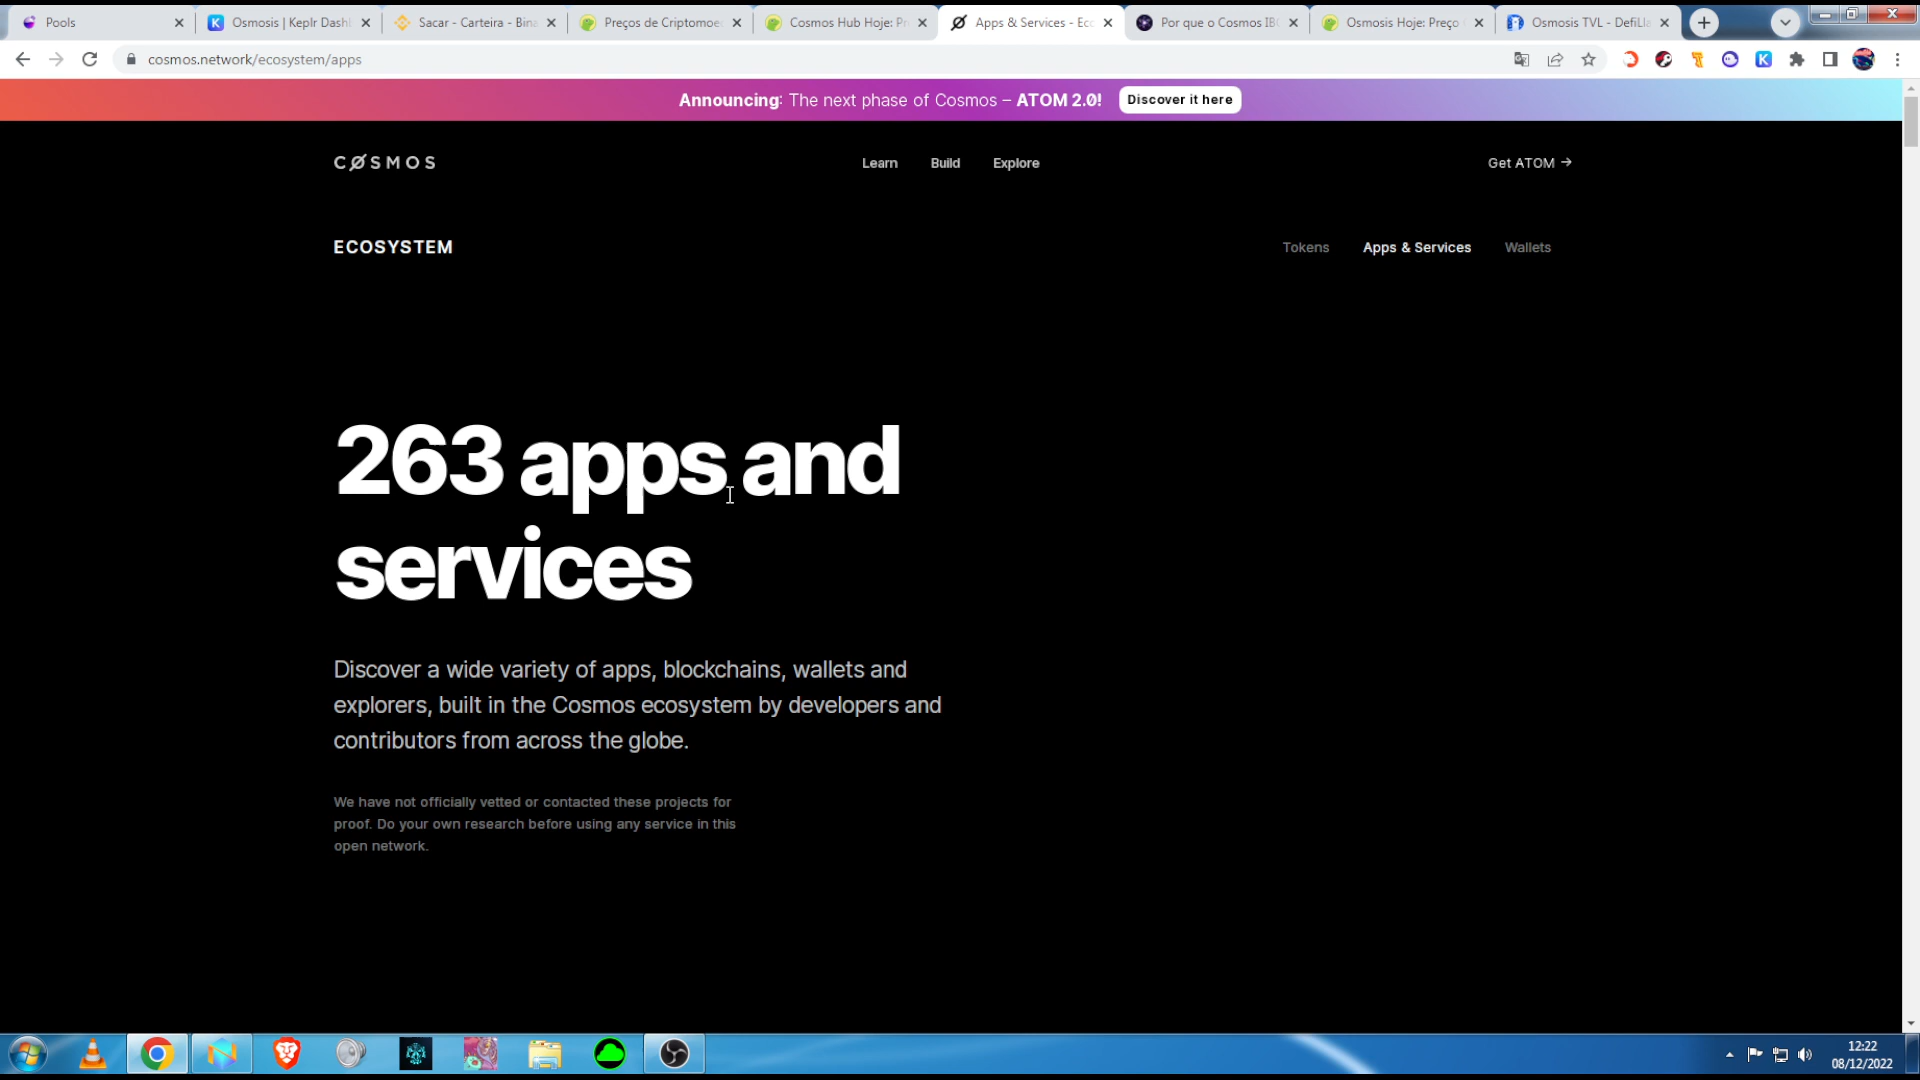 Pools
Osmosis | Keplr Dash
Sacar - Carteira - Bina
Preços de Criptomoe
Cosmos Hub Hoje: Pr
Apps & Services - Eco
Por que o Cosmos IBC
Osmosis Hoje: Preço
Osmosis TVL - DefiLla
cosmos.network/ecosystem/apps
Announcing: The next phase of Cosmos – ATOM 2.0!
Discover it here
CØSMOS
Learn
Build
Explore
Get ATOM →
ECOSYSTEM
Tokens
Apps & Services
Wallets
263 apps and
services
Discover a wide variety of apps, blockchains, wallets and
explorers, built in the Cosmos ecosystem by developers and
contributors from across the globe.
We have not officially vetted or contacted these projects for
proof. Do your own research before using any service in this
open network.
12:22
08/12/2022